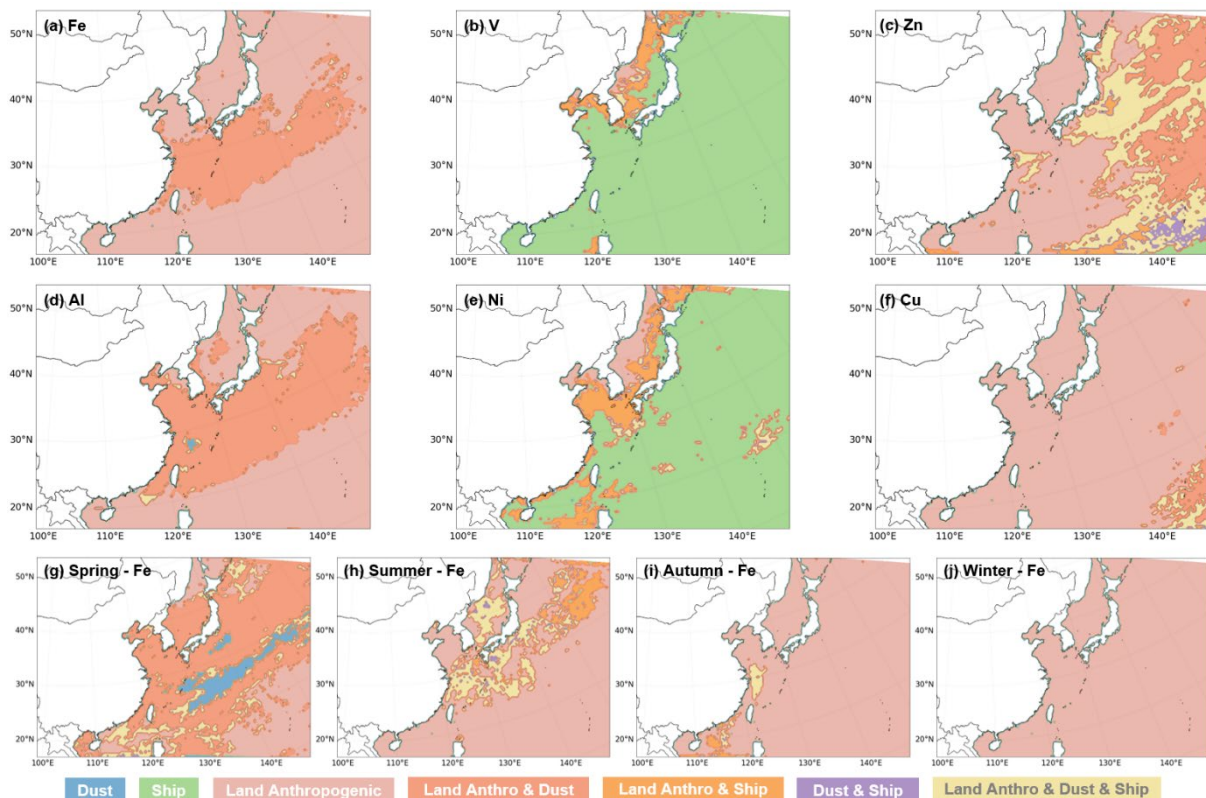 (a) Fe
(b) V
(c) Zn
50°N
50°N
50°N
40°N
40°N
40°N
30°N
30°N
30°N
20°N
20°N
20°N
100°E 110°E 120°E 130°E 140°E
100°E 110°E 120°E 130°E 140°E
100°E 110°E 120°E 130°E 140°E
(d) Al
(e) Ni
(f) Cu
50°N
50°N
50°N
40°N
40°N
40°N
30°N
30°N
30°N
20°N
20°N
20°N
100°E 110°E 120°E 130°E 140°E
100°E 110°E 120°E 130°E 140°E
100°E 110°E 120°E 130°E 140°E
(g) Spring - Fe
(h) Summer - Fe
(i) Autumn - Fe
(j) Winter - Fe
50°N
50°N
50°N
50°N
40°N
40°N
40°N
40°N
30°N
30°N
30°N
30°N
20°N
20°N
20°N
20°N
100°E 110°E 120°E 130°E 140°E
100°E 110°E 120°E 130°E 140°E
100°E 110°E 120°E 130°E 140°E
100°E 110°E 120°E 130°E 140°E
Dust
Ship
Land Anthropogenic
Land Anthro & Dust
Land Anthro & Ship
Dust & Ship
Land Anthro & Dust & Ship